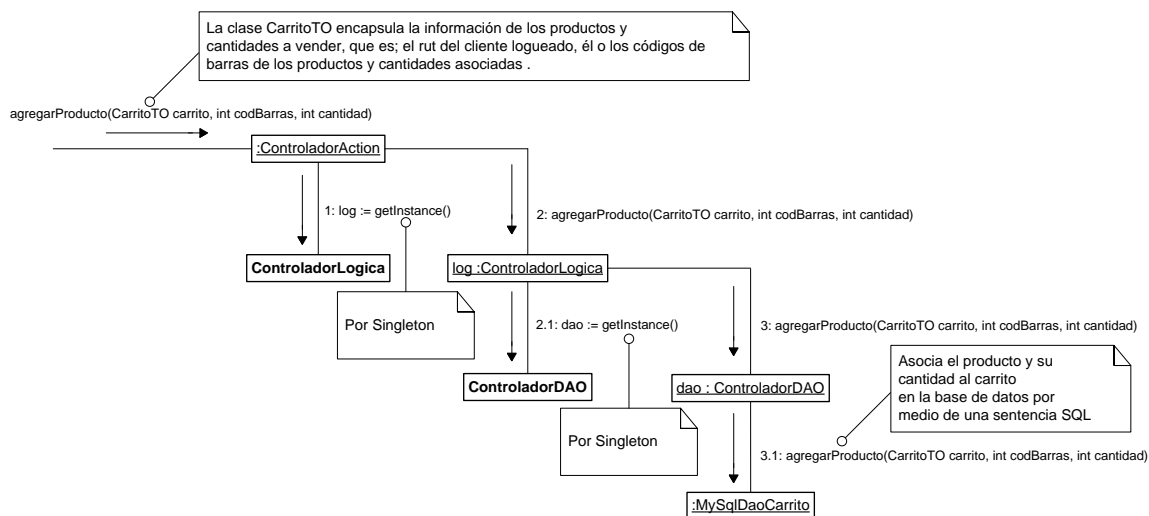 La clase CarritoTO encapsula la información de los productos y
cantidades a vender, que es; el rut del cliente logueado, él o los códigos de
barras de los productos y cantidades asociadas .
agregarProducto(CarritoTO carrito, int codBarras, int cantidad)
:ControladorAction
1: log := getInstance()
2: agregarProducto(CarritoTO carrito, int codBarras, int cantidad)
ControladorLogica
log :ControladorLogica
Por Singleton
2.1: dao := getInstance()
3: agregarProducto(CarritoTO carrito, int codBarras, int cantidad)
Asocia el producto y su
cantidad al carrito
en la base de datos por
medio de una sentencia SQL
ControladorDAO
dao : ControladorDAO
Por Singleton
3.1: agregarProducto(CarritoTO carrito, int codBarras, int cantidad)
:MySqlDaoCarrito